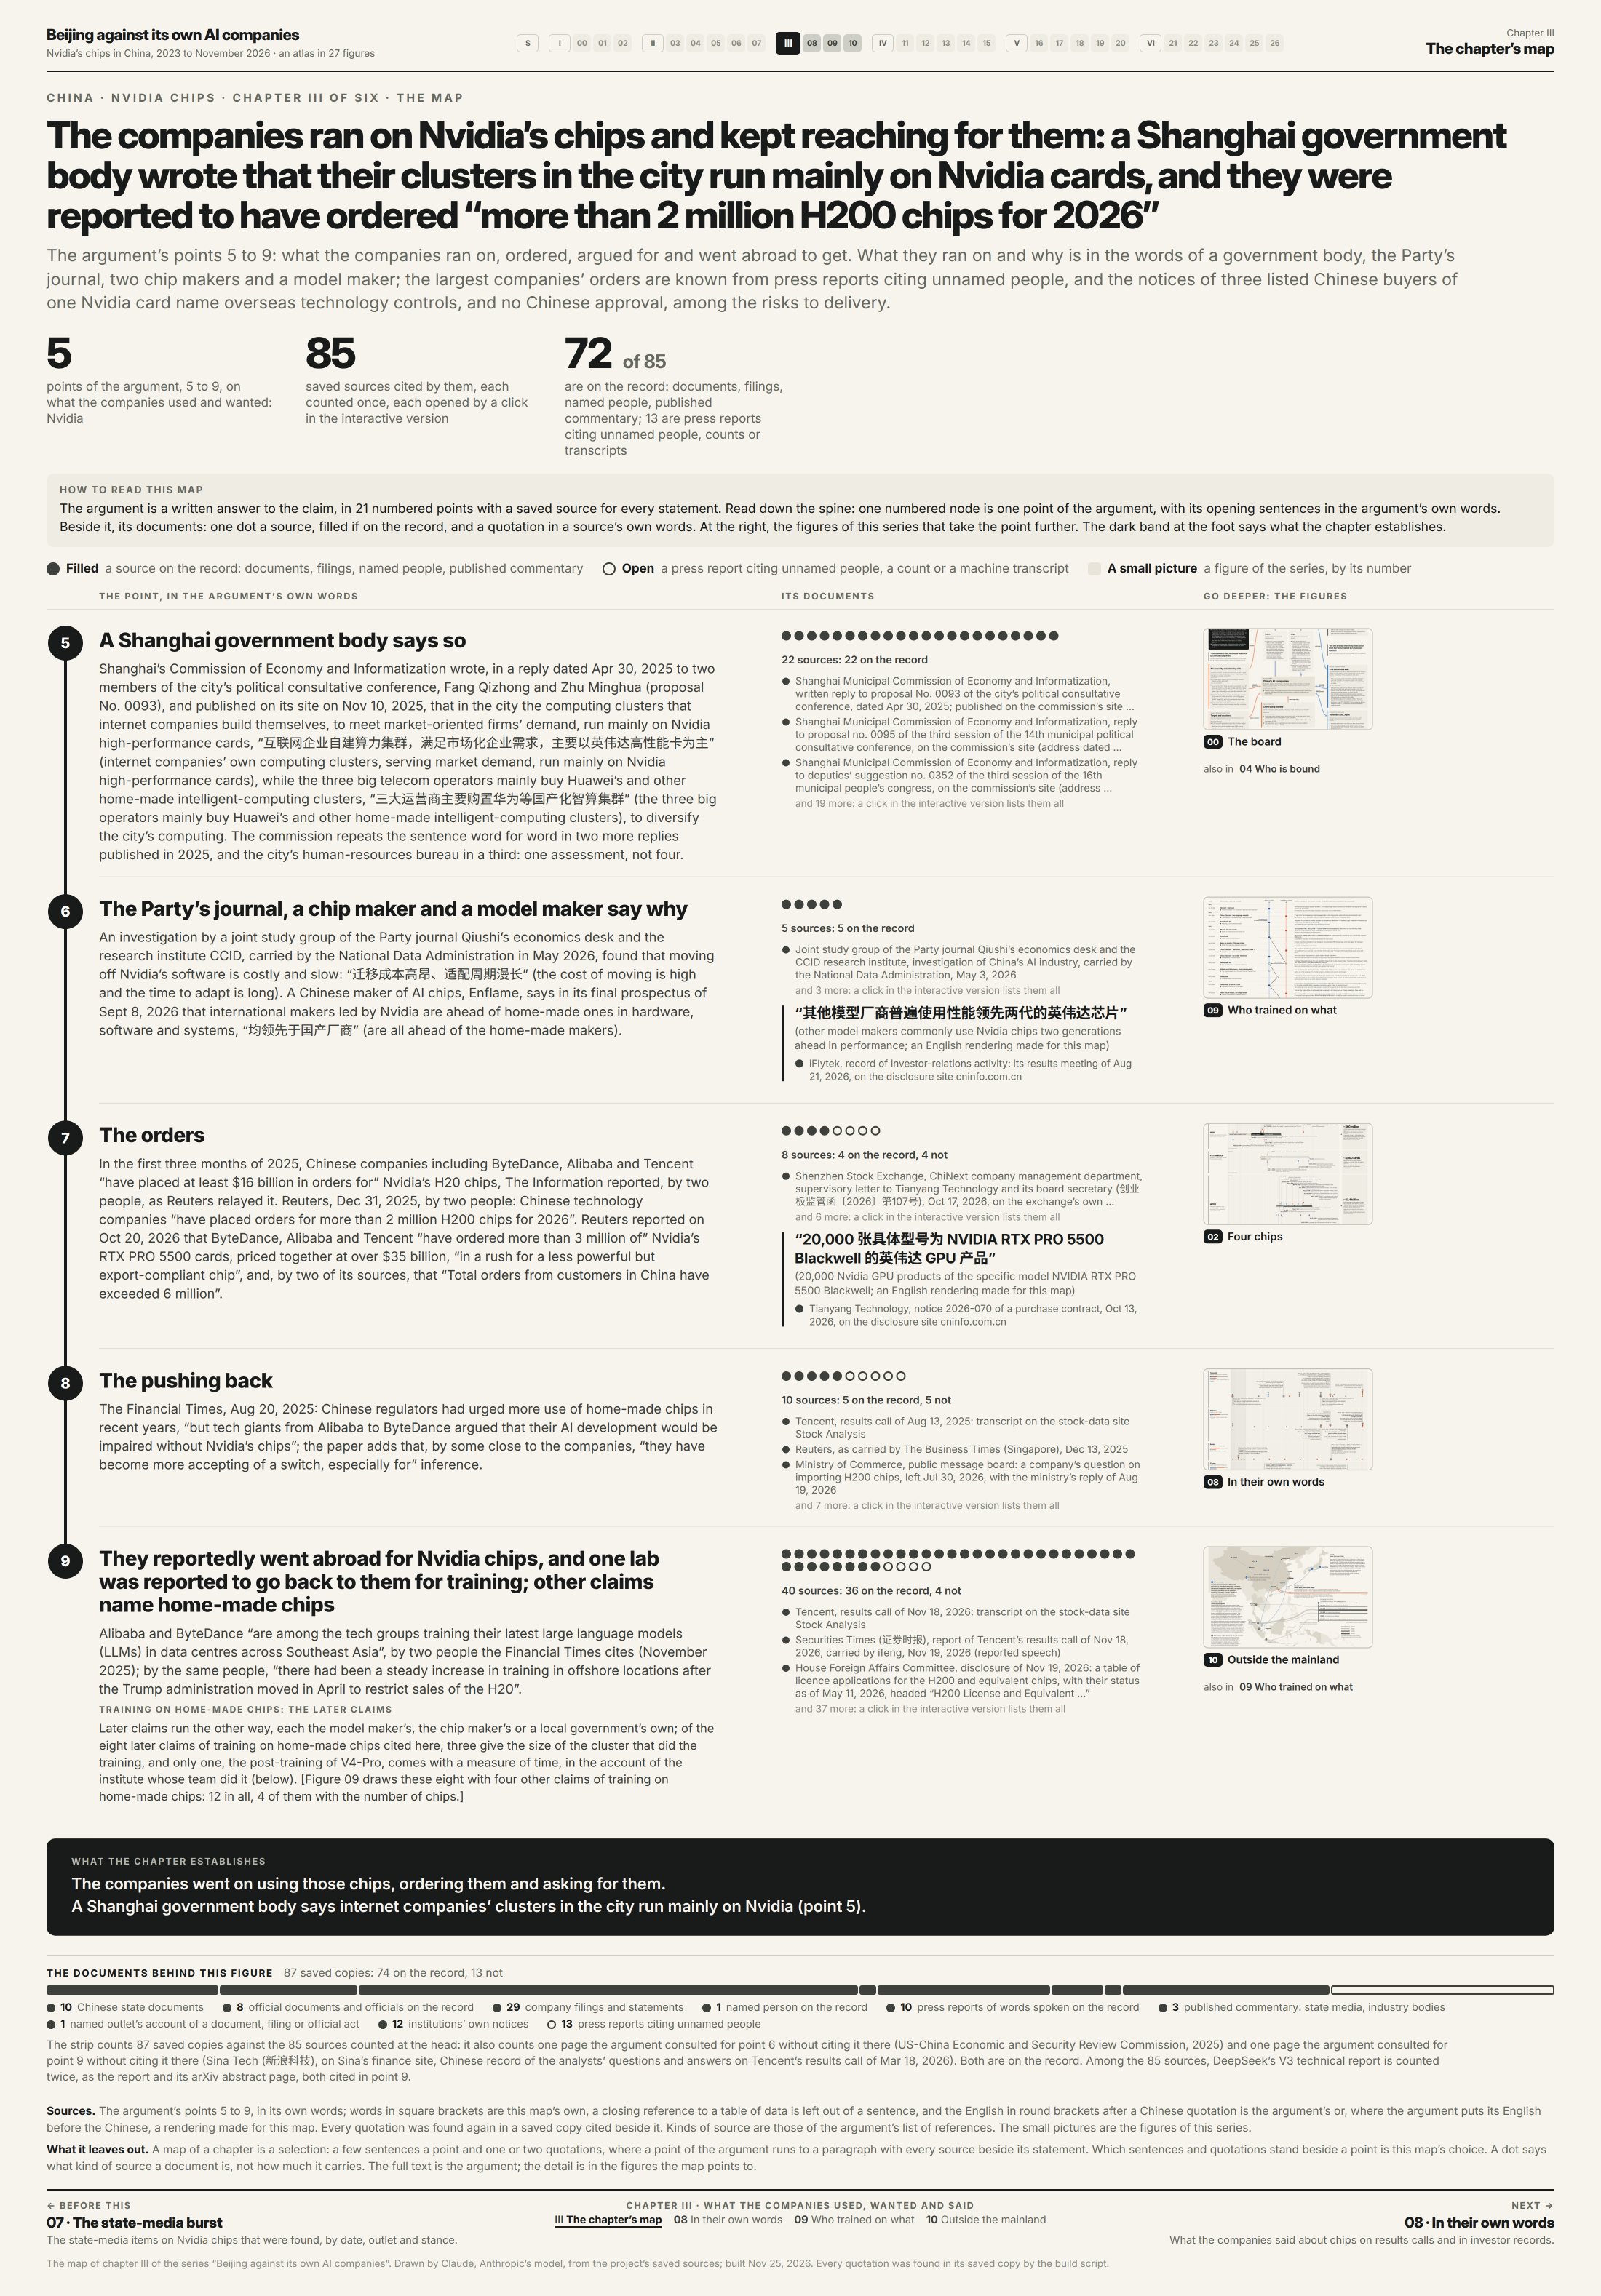 Beijing against its own AI companies
Nvidia's chips in China, 2023 to November 2026 · an atlas in 27 figures
S I 00 01 02 II 03 04 05 06 07 III 08 09 10 IV 11 12 13 14 15 V 16 17 18 19 20 VI 21 22 23 24 25 26
Chapter III
The chapter's map
CHINA · NVIDIA CHIPS · CHAPTER III OF SIX · THE MAP
The companies ran on Nvidia's chips and kept reaching for them: a Shanghai government
body wrote that their clusters in the city run mainly on Nvidia cards, and they were
reported to have ordered “more than 2 million H200 chips for 2026”
The argument's points 5 to 9: what the companies ran on, ordered, argued for and went abroad to get. What they ran on and why is in the words of a government body, the Party's
journal, two chip makers and a model maker; the largest companies' orders are known from press reports citing unnamed people, and the notices of three listed Chinese buyers of
one Nvidia card name overseas technology controls, and no Chinese approval, among the risks to delivery.
5
points of the argument, 5 to 9, on
what the companies used and wanted:
Nvidia
85
saved sources cited by them, each
counted once, each opened by a click
in the interactive version
72 of 85
are on the record: documents, filings,
named people, published
commentary; 13 are press reports
citing unnamed people, counts or
transcripts
HOW TO READ THIS MAP
The argument is a written answer to the claim, in 21 numbered points with a saved source for every statement. Read down the spine: one numbered node is one point of the argument, with its opening sentences in the argument's own words.
Beside it, its documents: one dot a source, filled if on the record, and a quotation in a source's own words. At the right, the figures of this series that take the point further. The dark band at the foot says what the chapter establishes.
Filled a source on the record: documents, filings, named people, published commentary
Open a press report citing unnamed people, a count or a machine transcript
A small picture a figure of the series, by its number
THE POINT, IN THE ARGUMENT'S OWN WORDS
ITS DOCUMENTS
GO DEEPER: THE FIGURES
5
A Shanghai government body says so
Shanghai's Commission of Economy and Informatization wrote, in a reply dated Apr 30, 2025 to two
members of the city's political consultative conference, Fang Qizhong and Zhu Minghua (proposal
No. 0093), and published on its site on Nov 10, 2025, that in the city the computing clusters that
internet companies build themselves, to meet market-oriented firms' demand, run mainly on Nvidia
high-performance cards, “互联网企业自建算力集群，满足市场化企业需求，主要以英伟达高性能卡为主”
(internet companies' own computing clusters, serving market demand, run mainly on Nvidia
high-performance cards), while the three big telecom operators mainly buy Huawei's and other
home-made intelligent-computing clusters, “三大运营商主要购置华为等国产化智算集群” (the three big
operators mainly buy Huawei's and other home-made intelligent-computing clusters), to diversify
the city's computing. The commission repeats the sentence word for word in two more replies
published in 2025, and the city's human-resources bureau in a third: one assessment, not four.
22 sources: 22 on the record
Shanghai Municipal Commission of Economy and Informatization,
written reply to proposal No. 0093 of the city's political consultative
conference, dated Apr 30, 2025; published on the commission's site ...
Shanghai Municipal Commission of Economy and Informatization, reply
to proposal no. 0095 of the third session of the 14th municipal political
consultative conference, on the commission's site (address dated ...
Shanghai Municipal Commission of Economy and Informatization, reply
to deputies' suggestion no. 0352 of the third session of the 16th
municipal people's congress, on the commission's site (address ...
and 19 more: a click in the interactive version lists them all
00 The board
also in 04 Who is bound
6
The Party's journal, a chip maker and a model maker say why
An investigation by a joint study group of the Party journal Qiushi's economics desk and the
research institute CCID, carried by the National Data Administration in May 2026, found that moving
off Nvidia's software is costly and slow: “迁移成本高昂、适配周期漫长” (the cost of moving is high
and the time to adapt is long). A Chinese maker of AI chips, Enflame, says in its final prospectus of
Sept 8, 2026 that international makers led by Nvidia are ahead of home-made ones in hardware,
software and systems, “均领先于国产厂商” (are all ahead of the home-made makers).
5 sources: 5 on the record
Joint study group of the Party journal Qiushi's economics desk and the
CCID research institute, investigation of China's AI industry, carried by
the National Data Administration, May 3, 2026
and 3 more: a click in the interactive version lists them all
“其他模型厂商普遍使用性能领先两代的英伟达芯片”
(other model makers commonly use Nvidia chips two generations
ahead in performance; an English rendering made for this map)
iFlytek, record of investor-relations activity: its results meeting of Aug
21, 2026, on the disclosure site cninfo.com.cn
09 Who trained on what
7
The orders
In the first three months of 2025, Chinese companies including ByteDance, Alibaba and Tencent
“have placed at least $16 billion in orders for” Nvidia's H20 chips, The Information reported, by two
people, as Reuters relayed it. Reuters, Dec 31, 2025, by two people: Chinese technology
companies “have placed orders for more than 2 million H200 chips for 2026”. Reuters reported on
Oct 20, 2026 that ByteDance, Alibaba and Tencent “have ordered more than 3 million of” Nvidia's
RTX PRO 5500 cards, priced together at over $35 billion, “in a rush for a less powerful but
export-compliant chip”, and, by two of its sources, that “Total orders from customers in China have
exceeded 6 million”.
8 sources: 4 on the record, 4 not
Shenzhen Stock Exchange, ChiNext company management department,
supervisory letter to Tianyang Technology and its board secretary (创业
板监管函〔2026〕第107号), Oct 17, 2026, on the exchange's own ...
and 6 more: a click in the interactive version lists them all
“20,000 张具体型号为 NVIDIA RTX PRO 5500
Blackwell 的英伟达 GPU 产品”
(20,000 Nvidia GPU products of the specific model NVIDIA RTX PRO
5500 Blackwell; an English rendering made for this map)
Tianyang Technology, notice 2026-070 of a purchase contract, Oct 13,
2026, on the disclosure site cninfo.com.cn
02 Four chips
8
The pushing back
The Financial Times, Aug 20, 2025: Chinese regulators had urged more use of home-made chips in
recent years, “but tech giants from Alibaba to ByteDance argued that their AI development would be
impaired without Nvidia's chips”; the paper adds that, by some close to the companies, “they have
become more accepting of a switch, especially for” inference.
10 sources: 5 on the record, 5 not
Tencent, results call of Aug 13, 2025: transcript on the stock-data site
Stock Analysis
Reuters, as carried by The Business Times (Singapore), Dec 13, 2025
Ministry of Commerce, public message board: a company's question on
importing H200 chips, left Jul 30, 2026, with the ministry's reply of Aug
19, 2026
and 7 more: a click in the interactive version lists them all
08 In their own words
9
They reportedly went abroad for Nvidia chips, and one lab
was reported to go back to them for training; other claims
name home-made chips
Alibaba and ByteDance “are among the tech groups training their latest large language models
(LLMs) in data centres across Southeast Asia”, by two people the Financial Times cites (November
2025); by the same people, “there had been a steady increase in training in offshore locations after
the Trump administration moved in April to restrict sales of the H20”.
TRAINING ON HOME-MADE CHIPS: THE LATER CLAIMS
Later claims run the other way, each the model maker's, the chip maker's or a local government's own; of the
eight later claims of training on home-made chips cited here, three give the size of the cluster that did the
training, and only one, the post-training of V4-Pro, comes with a measure of time, in the account of the
institute whose team did it (below). [Figure 09 draws these eight with four other claims of training on
home-made chips: 12 in all, 4 of them with the number of chips.]
40 sources: 36 on the record, 4 not
Tencent, results call of Nov 18, 2026: transcript on the stock-data site
Stock Analysis
Securities Times (证券时报), report of Tencent's results call of Nov 18,
2026, carried by ifeng, Nov 19, 2026 (reported speech)
House Foreign Affairs Committee, disclosure of Nov 19, 2026: a table of
licence applications for the H200 and equivalent chips, with their status
as of May 11, 2026, headed “H200 License and Equivalent ...”
and 37 more: a click in the interactive version lists them all
10 Outside the mainland
also in 09 Who trained on what
WHAT THE CHAPTER ESTABLISHES
The companies went on using those chips, ordering them and asking for them.
A Shanghai government body says internet companies' clusters in the city run mainly on Nvidia (point 5).
THE DOCUMENTS BEHIND THIS FIGURE 87 saved copies: 74 on the record, 13 not
10 Chinese state documents 8 official documents and officials on the record 29 company filings and statements 1 named person on the record 10 press reports of words spoken on the record 3 published commentary: state media, industry bodies
1 named outlet's account of a document, filing or official act 12 institutions' own notices 13 press reports citing unnamed people
The strip counts 87 saved copies against the 85 sources counted at the head: it also counts one page the argument consulted for point 6 without citing it there (US-China Economic and Security Review Commission, 2025) and one page the argument consulted for
point 9 without citing it there (Sina Tech (新浪科技), on Sina's finance site, Chinese record of the analysts' questions and answers on Tencent's results call of Mar 18, 2026). Both are on the record. Among the 85 sources, DeepSeek's V3 technical report is counted
twice, as the report and its arXiv abstract page, both cited in point 9.
Sources. The argument's points 5 to 9, in its own words; words in square brackets are this map's own, a closing reference to a table of data is left out of a sentence, and the English in round brackets after a Chinese quotation is the argument's or, where the argument puts its English
before the Chinese, a rendering made for this map. Every quotation was found again in a saved copy cited beside it. Kinds of source are those of the argument's list of references. The small pictures are the figures of this series.
What it leaves out. A map of a chapter is a selection: a few sentences a point and one or two quotations, where a point of the argument runs to a paragraph with every source beside its statement. Which sentences and quotations stand beside a point is this map's choice. A dot says
what kind of source a document is, not how much it carries. The full text is the argument; the detail is in the figures the map points to.
← BEFORE THIS
07 · The state-media burst
The state-media items on Nvidia chips that were found, by date, outlet and stance.
CHAPTER III · WHAT THE COMPANIES USED, WANTED AND SAID
III The chapter's map 08 In their own words 09 Who trained on what 10 Outside the mainland
NEXT →
08 · In their own words
What the companies said about chips on results calls and in investor records.
The map of chapter III of the series “Beijing against its own AI companies”. Drawn by Claude, Anthropic's model, from the project's saved sources; built Nov 25, 2026. Every quotation was found in its saved copy by the build script.